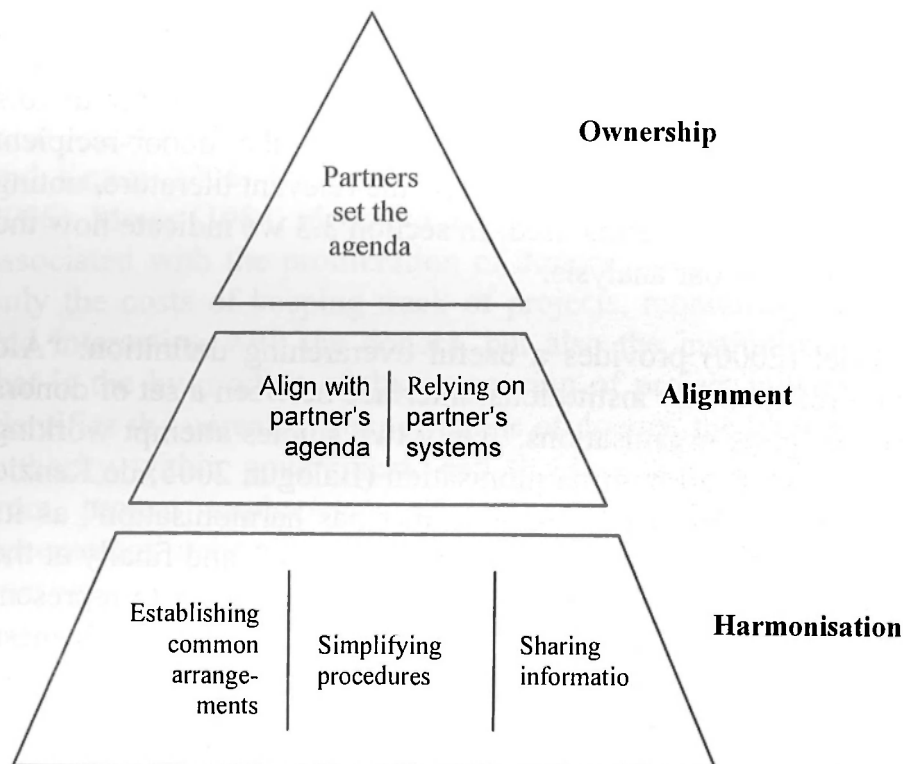 Ownership
Partners
set the
agenda
Align with
partner's
agenda
Relying on
partner's
systems
Alignment
Establishing
common
arrange-
ments
Simplifying
procedures
Sharing
informatio
Harmonisation